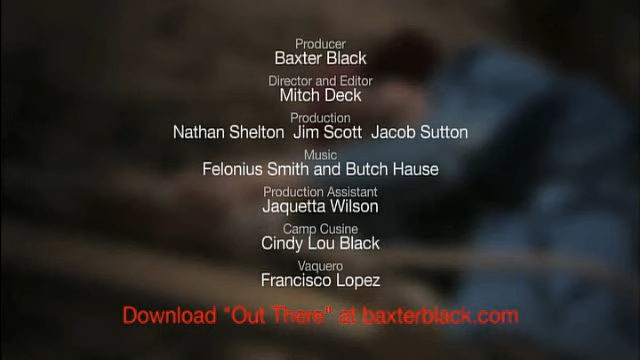 Producer
Baxter Black
Director and Editor
Mitch Deck
Production
Nathan Shelton  Jim Scott  Jacob Sutton
Music
Felonius Smith and Butch Hause
Production Assistant
Jaquetta Wilson
Camp Cusine
Cindy Lou Black
Vaquero
Francisco Lopez
Download "Out There" at baxterblack.com